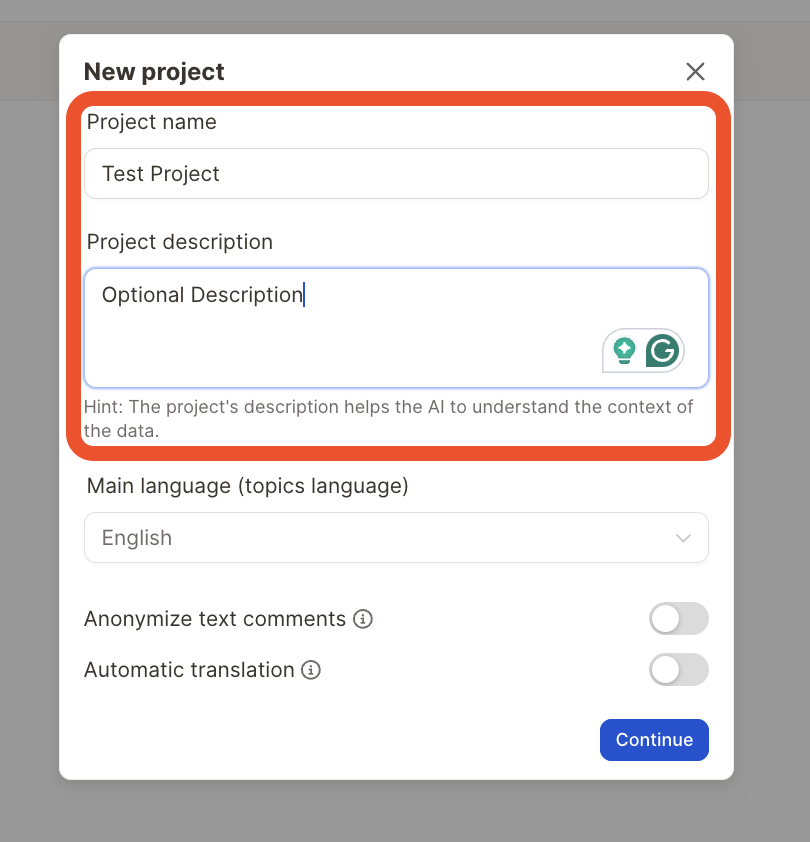 New project
Project name
Test Project
Project description
Optional Description
Hint: The project's description helps the AI to understand the context of
the data.
Main language (topics language)
English
Anonymize text comments
Automatic translation
Continue